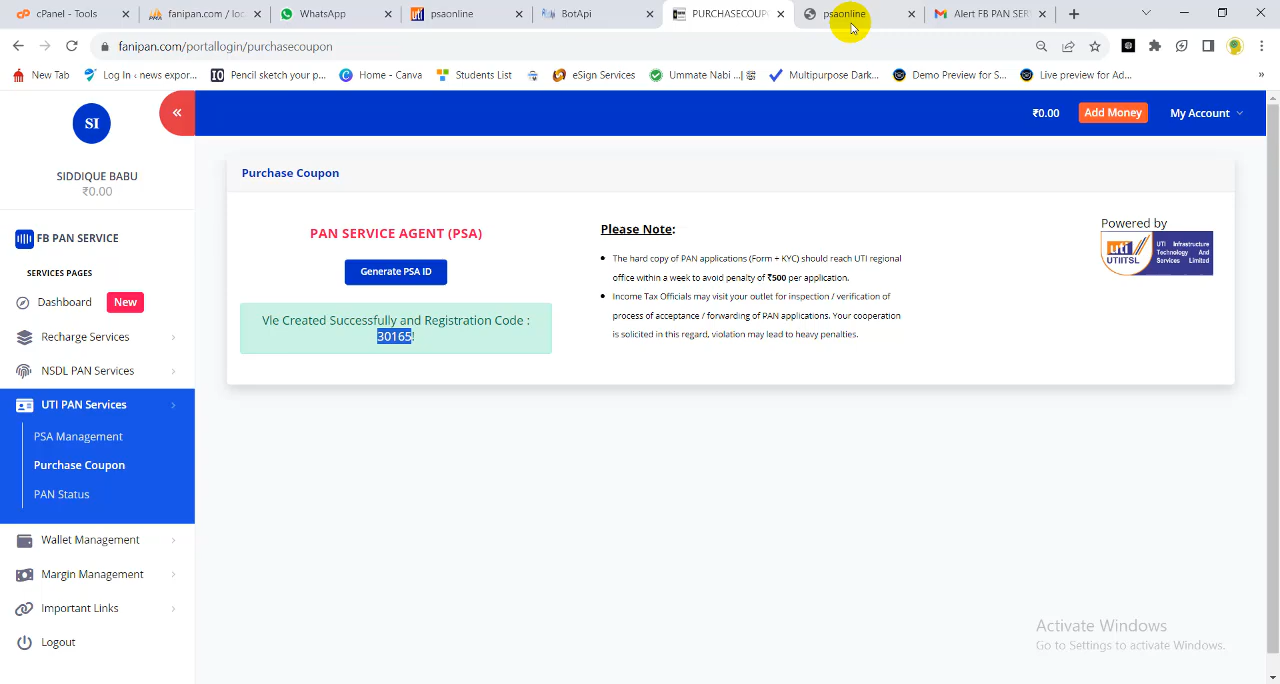 cPanel - Tools
fanipan.com / loc
WhatsApp
psaonline
BotApi
PURCHASECOUP
psaonline
Alert FB PAN SER
fanipan.com/portallogin/purchasecoupon
New Tab
Log In ‹ news expor...
Pencil sketch your p...
Home - Canva
Students List
eSign Services
Ummate Nabi ...|
Multipurpose Dark...
Demo Preview for S...
Live preview for Ad...
SI
SIDDIQUE BABU
₹0.00
FB PAN SERVICE
SERVICES PAGES
Dashboard New
Recharge Services
NSDL PAN Services
UTI PAN Services
PSA Management
Purchase Coupon
PAN Status
Wallet Management
Margin Management
Important Links
Logout
₹0.00 Add Money My Account
Purchase Coupon
PAN SERVICE AGENT (PSA)
Generate PSA ID
Vle Created Successfully and Registration Code :
30165!
Please Note:
The hard copy of PAN applications (Form + KYC) should reach UTI regional
office within a week to avoid penalty of ₹500 per application.
Income Tax Officials may visit your outlet for inspection / verification of
process of acceptance / forwarding of PAN applications. Your cooperation
is solicited in this regard, violation may lead to heavy penalties.
Powered by
uti
UTIITSL
UTI Infrastructure
Technology And
Services Limited
Activate Windows
Go to Settings to activate Windows.